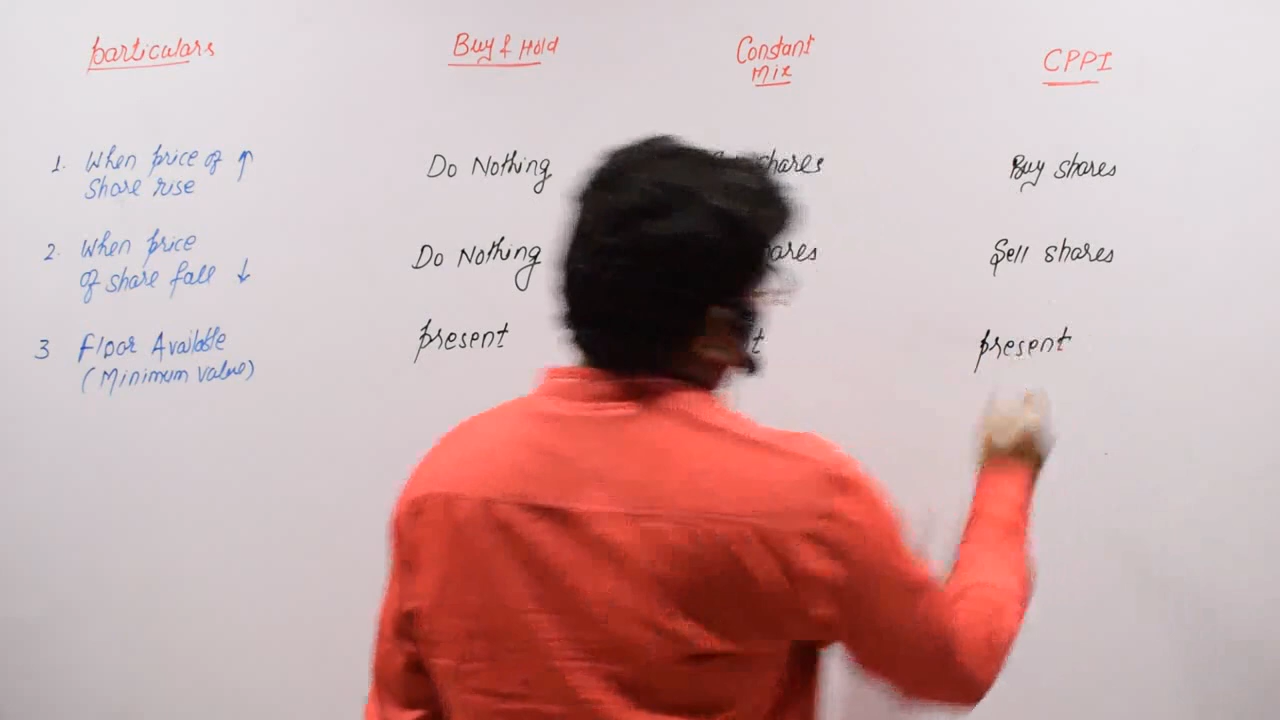 particulars Buy & Hold Constant Mix CPPI
1. When price of ↑ Do Nothing shares Buy shares
share rise
2. When price Do Nothing Sell shares
of share fall ↓
3 Floor Available present present
(Minimum value)